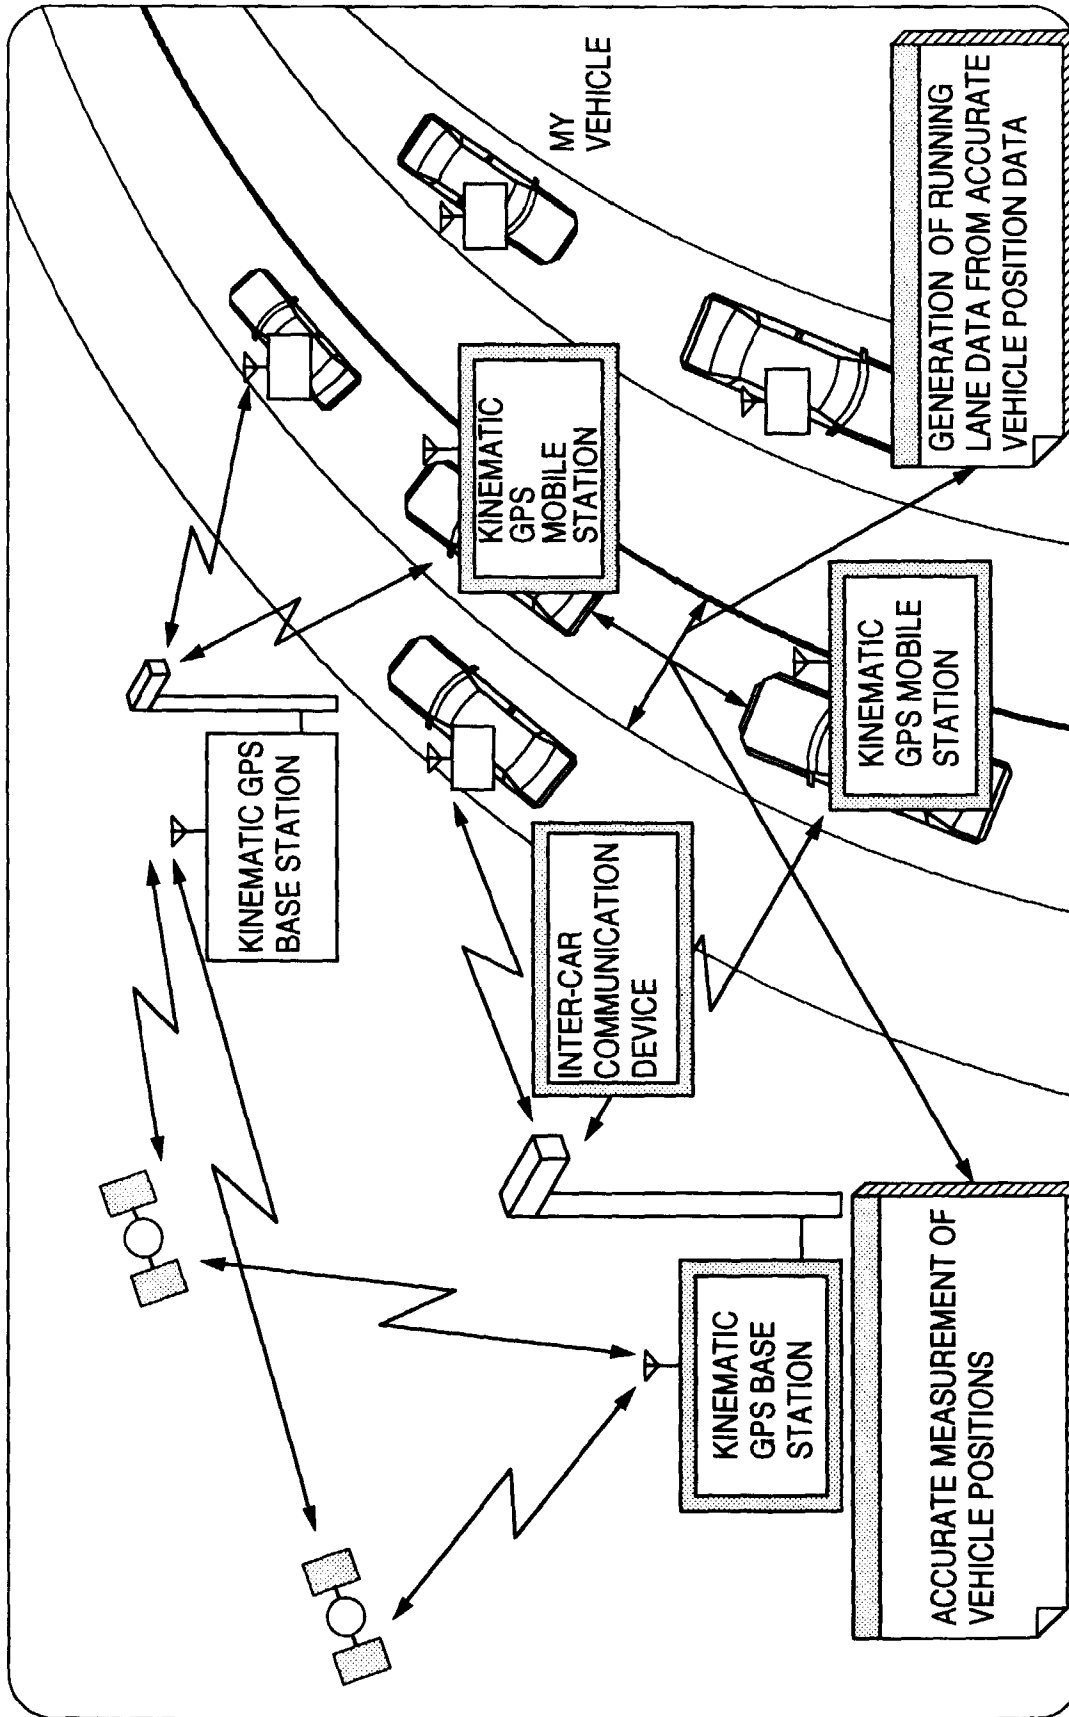 KINEMATIC GPS
BASE STATION
KINEMATIC
GPS
MOBILE
STATION
MY
VEHICLE
INTER-CAR
COMMUNICATION
DEVICE
KINEMATIC
GPS BASE
STATION
KINEMATIC
GPS MOBILE
STATION
ACCURATE MEASUREMENT OF
VEHICLE POSITIONS
GENERATION OF RUNNING
LANE DATA FROM ACCURATE
VEHICLE POSITION DATA